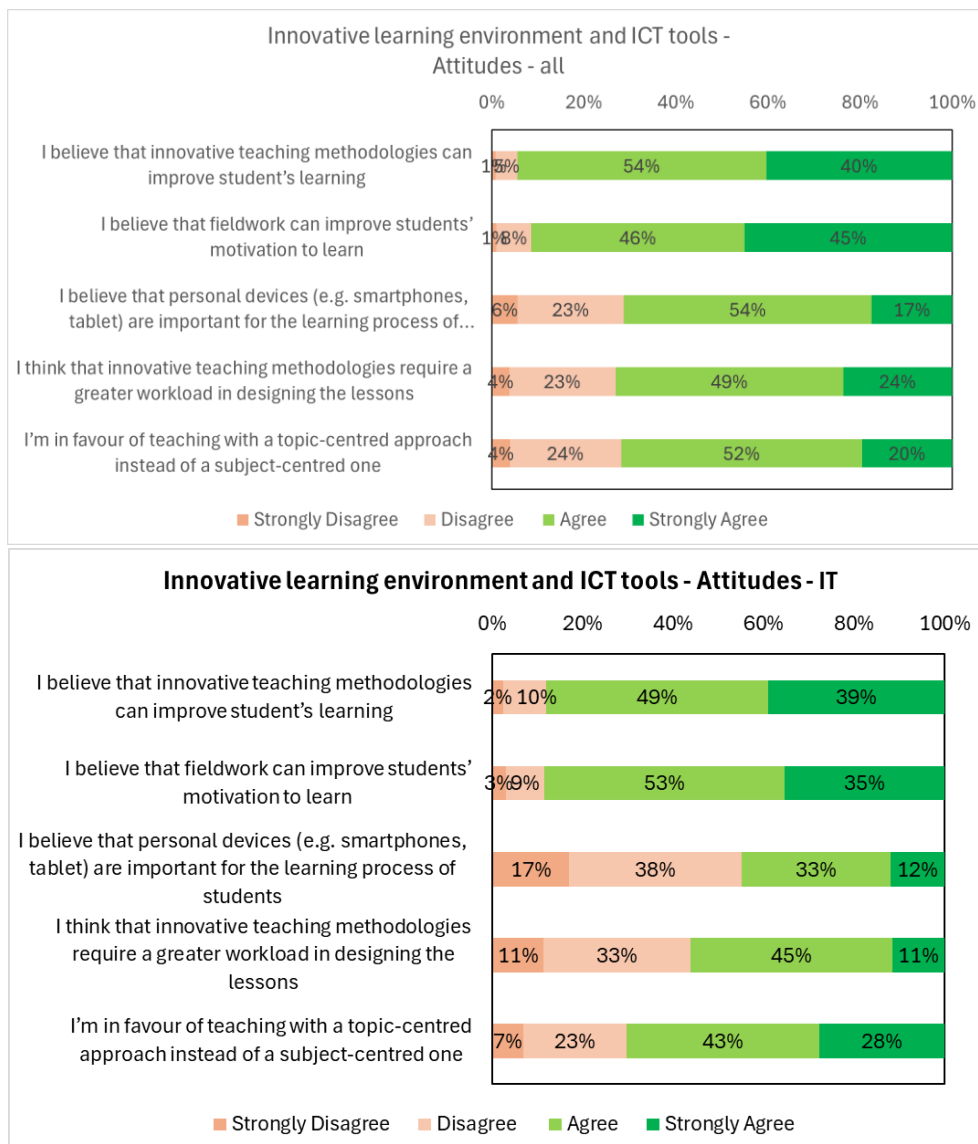 Innovative learning environment and ICT tools -
Attitudes - all
0% 20% 40% 60% 80% 100%
I believe that innovative teaching methodologies can
improve student’s learning
1% 5% 54% 40%
I believe that fieldwork can improve students’
motivation to learn
1% 8% 46% 45%
I believe that personal devices (e.g. smartphones,
tablet) are important for the learning process of...
6% 23% 54% 17%
I think that innovative teaching methodologies require a
greater workload in designing the lessons
4% 23% 49% 24%
I’m in favour of teaching with a topic-centred approach
instead of a subject-centred one
4% 24% 52% 20%
Strongly Disagree Disagree Agree Strongly Agree
Innovative learning environment and ICT tools - Attitudes - IT
0% 20% 40% 60% 80% 100%
I believe that innovative teaching methodologies
can improve student’s learning
2% 10% 49% 39%
I believe that fieldwork can improve students’
motivation to learn
3% 9% 53% 35%
I believe that personal devices (e.g. smartphones,
tablet) are important for the learning process of
students
17% 38% 33% 12%
I think that innovative teaching methodologies
require a greater workload in designing the
lessons
11% 33% 45% 11%
I’m in favour of teaching with a topic-centred
approach instead of a subject-centred one
7% 23% 43% 28%
Strongly Disagree Disagree Agree Strongly Agree